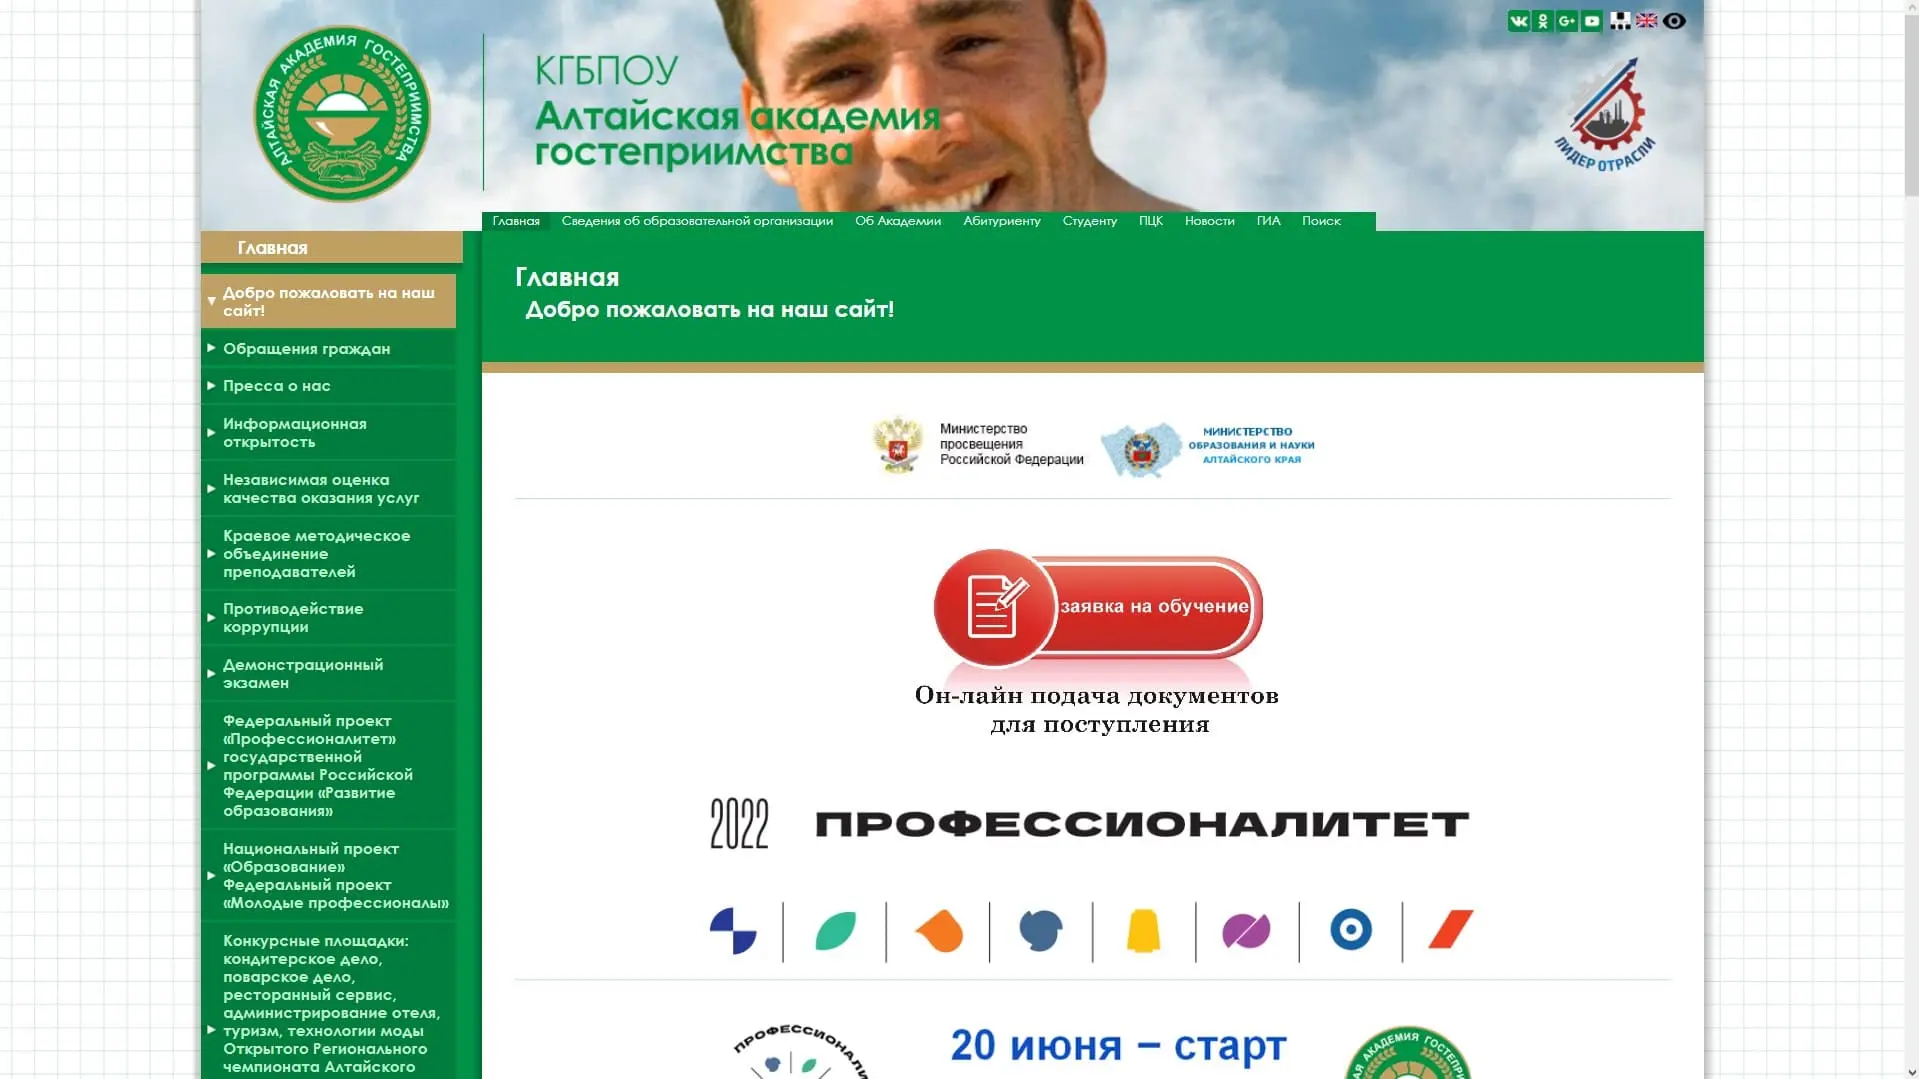 АЛТАЙСКАЯ АКАДЕМИЯ ГОСТЕПРИИМСТВА
КГБПОУ
Алтайская академия
гостеприимства
ЛИДЕР ОТРАСЛИ
Главная
Сведения об образовательной организации
Об Академии
Абитуриенту
Студенту
ПЦК
Новости
ГИА
Поиск
Главная
Добро пожаловать на наш
сайт!
Обращения граждан
Пресса о нас
Информационная
открытость
Независимая оценка
качества оказания услуг
Краевое методическое
объединение
преподавателей
Противодействие
коррупции
Демонстрационный
экзамен
Федеральный проект
«Профессионалитет»
государственной
программы Российской
Федерации «Развитие
образования»
Национальный проект
«Образование»
Федеральный проект
«Молодые профессионалы»
Конкурсные площадки:
кондитерское дело,
поварское дело,
ресторанный сервис,
администрирование отеля,
туризм, технологии моды
Открытого Регионального
чемпионата Алтайского
Главная
Добро пожаловать на наш сайт!
Министерство
просвещения
Российской Федерации
МИНИСТЕРСТВО
ОБРАЗОВАНИЯ И НАУКИ
АЛТАЙСКОГО КРАЯ
заявка на обучение
Он-лайн подача документов
для поступления
2022 ПРОФЕССИОНАЛИТЕТ
ПРОФЕССИОНАЛИ
20 июня – старт
АЯ АКАДЕМИЯ ГОСТЕ